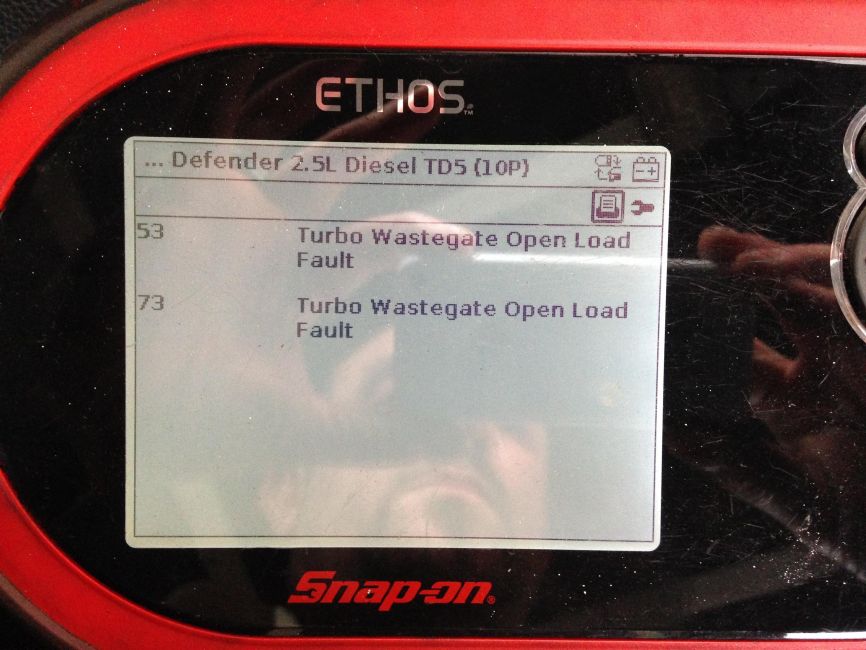 ETHOS™
... Defender 2.5L Diesel TD5 (10P)
53 Turbo Wastegate Open Load
Fault
73 Turbo Wastegate Open Load
Fault
Snap-on®